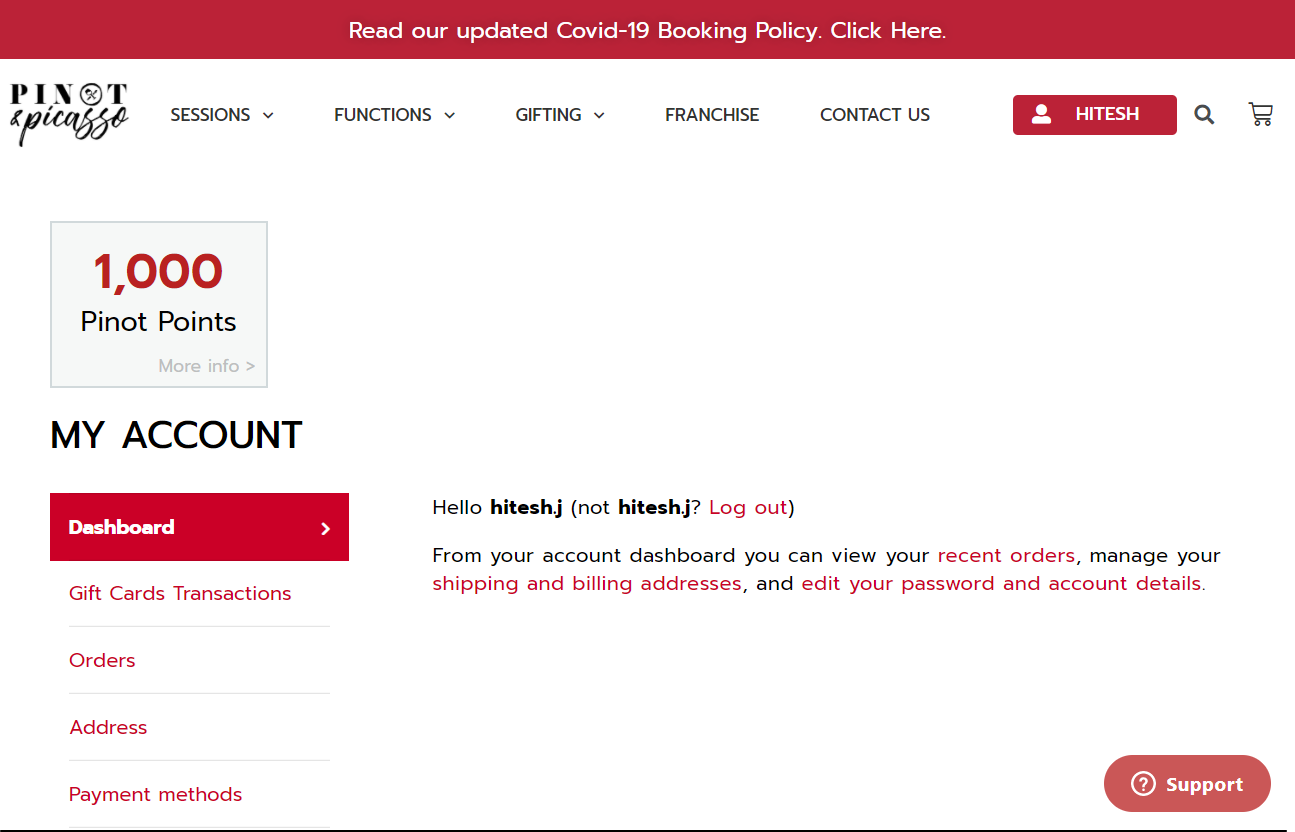 Read our updated Covid-19 Booking Policy. Click Here.
PINOT
& picasso
SESSIONS
FUNCTIONS
GIFTING
FRANCHISE
CONTACT US
HITESH
1,000
Pinot Points
More info >
MY ACCOUNT
Dashboard
Gift Cards Transactions
Orders
Address
Payment methods
Hello hitesh.j (not hitesh.j? Log out)
From your account dashboard you can view your recent orders, manage your
shipping and billing addresses, and edit your password and account details.
Support